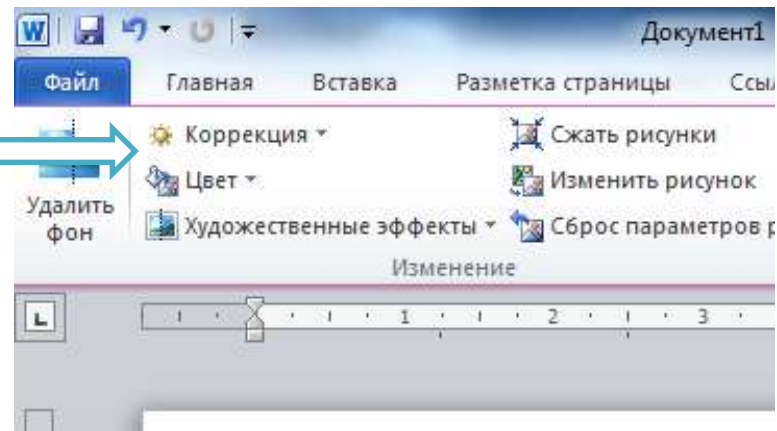 Документ1
Файл Главная Вставка Разметка страницы
Коррекция Сжать рисунки
Цвет Изменить рисунок
Удалить фон
Художественные эффекты Сброс параметров
Изменение
L 1 2 3